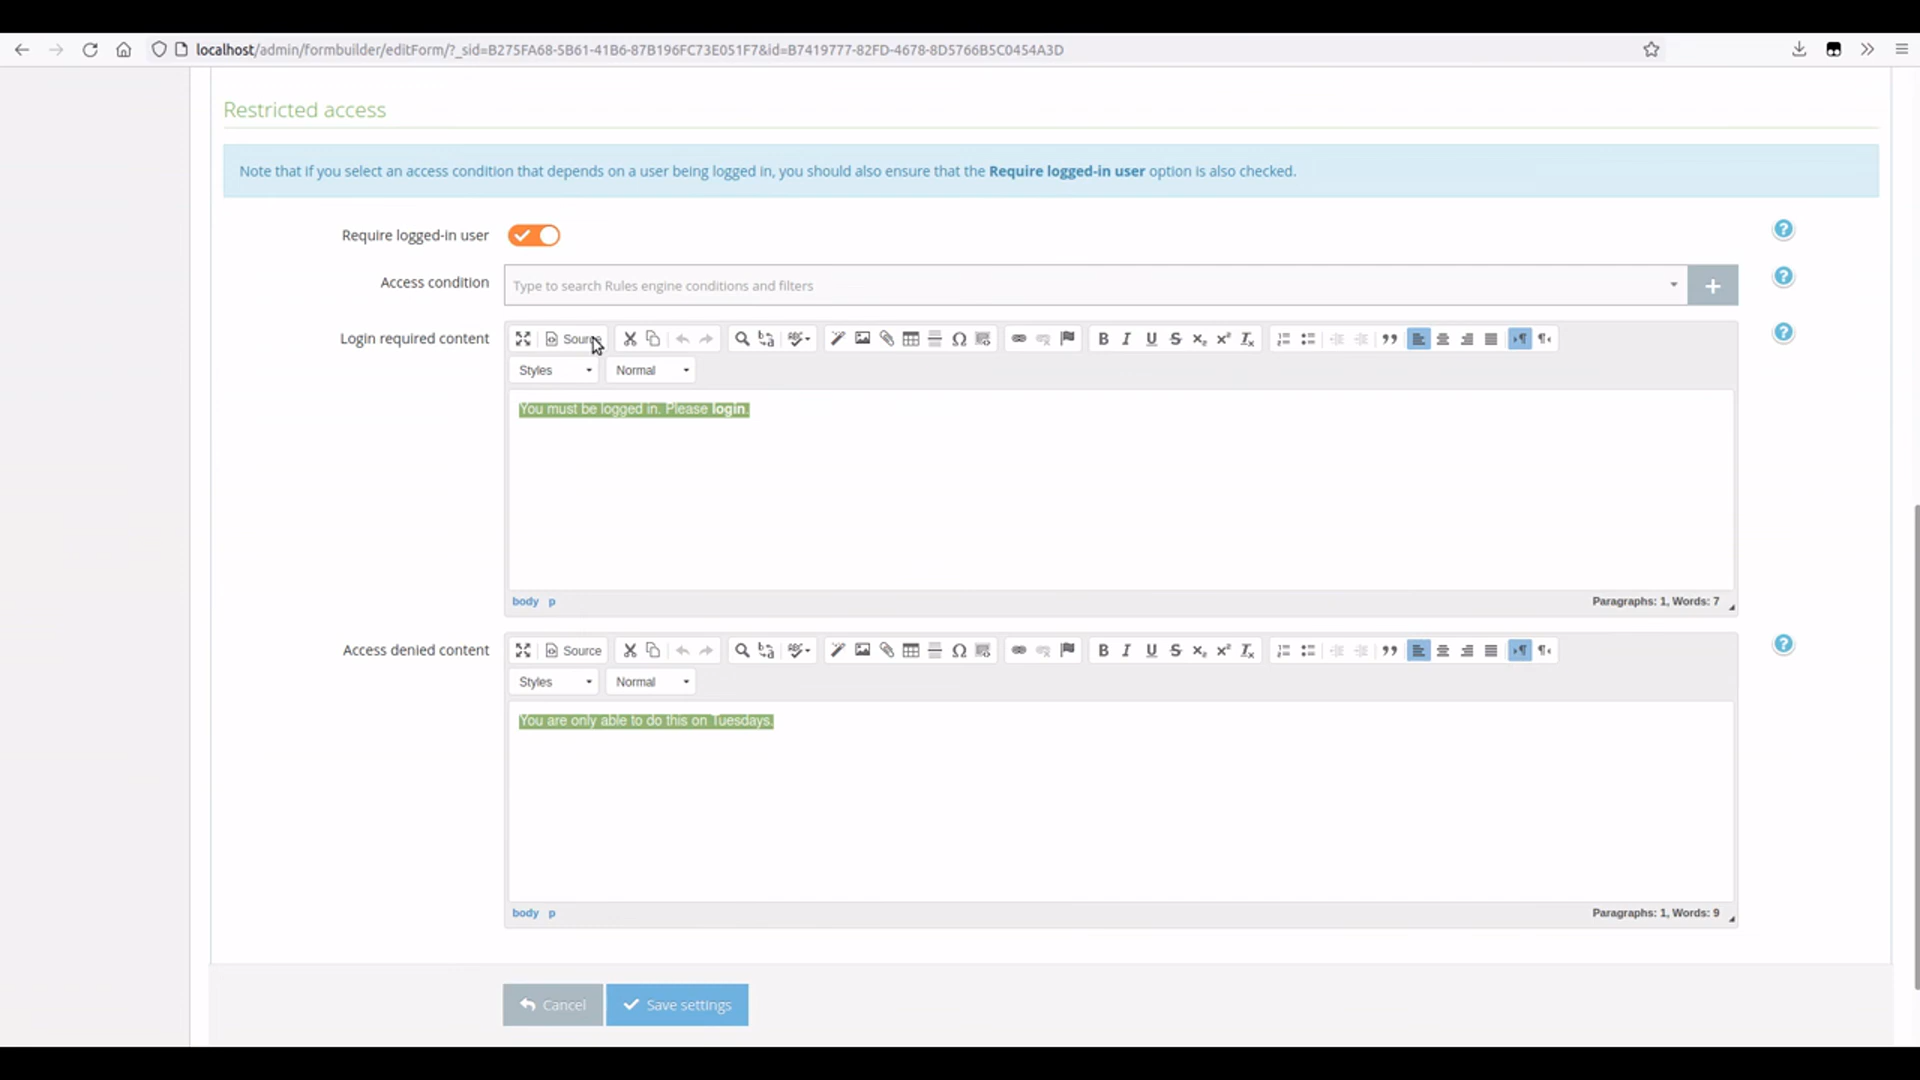 localhost/admin/formbuilder/editForm/?_sid=B275FA68-5B61-41B6-87B196FC73E051F7&id=B7419777-82FD-4678-8D5766B5C0454A3D
Restricted access
Note that if you select an access condition that depends on a user being logged in, you should also ensure that the Require logged-in user option is also checked.
Require logged-in user
Access condition
Type to search Rules engine conditions and filters
Login required content
Source
Styles
Normal
You must be logged in. Please login.
body p
Paragraphs: 1, Words: 7
Access denied content
Source
Styles
Normal
You are only able to do this on Tuesdays.
body p
Paragraphs: 1, Words: 9
Cancel
Save settings